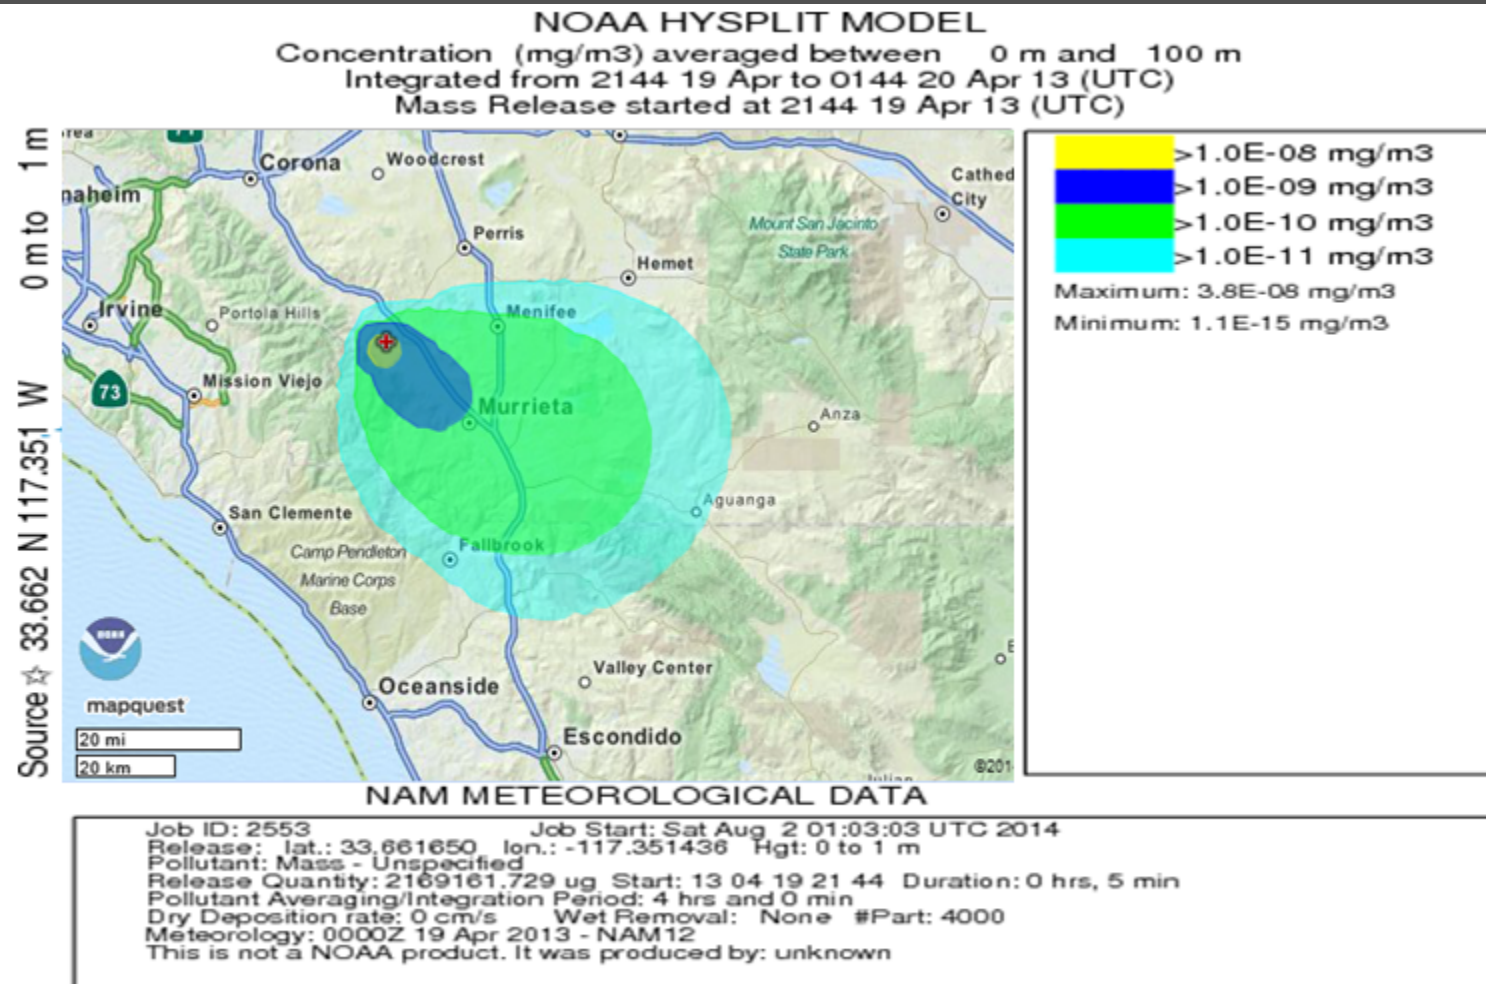 NOAA HYSPLIT MODEL
Concentration (mg/m3) averaged between 0 m and 100 m
Integrated from 2144 19 Apr to 0144 20 Apr 13 (UTC)
Mass Release started at 2144 19 Apr 13 (UTC)
Source ☆ 33.662 N 117.351 W 0 m to 1 m
Corona
Woodcrest
Cathed
City
naheim
Mount San Jacinto
State Park
Perris
Hemet
Irvine
Portola Hills
Menifee
Mission Viejo
73
Murrieta
Anza
Aguanga
San Clemente
Fallbrook
Camp Pendleton
Marine Corps
Base
NOAA
Valley Center
mapquest
Oceanside
Escondido
20 mi
20 km
©201
>1.0E-08 mg/m3
>1.0E-09 mg/m3
>1.0E-10 mg/m3
>1.0E-11 mg/m3
Maximum: 3.8E-08 mg/m3
Minimum: 1.1E-15 mg/m3
NAM METEOROLOGICAL DATA
Job ID: 2553 Job Start: Sat Aug 2 01:03:03 UTC 2014
Release: lat.: 33.661650 lon.: -117.351436 Hgt: 0 to 1 m
Pollutant: Mass - Unspecified
Release Quantity: 2169161.729 ug Start: 13 04 19 21 44 Duration: 0 hrs, 5 min
Pollutant Averaging/Integration Period: 4 hrs and 0 min
Dry Deposition rate: 0 cm/s Wet Removal: None #Part: 4000
Meteorology: 0000Z 19 Apr 2013 - NAM12
This is not a NOAA product. It was produced by: unknown